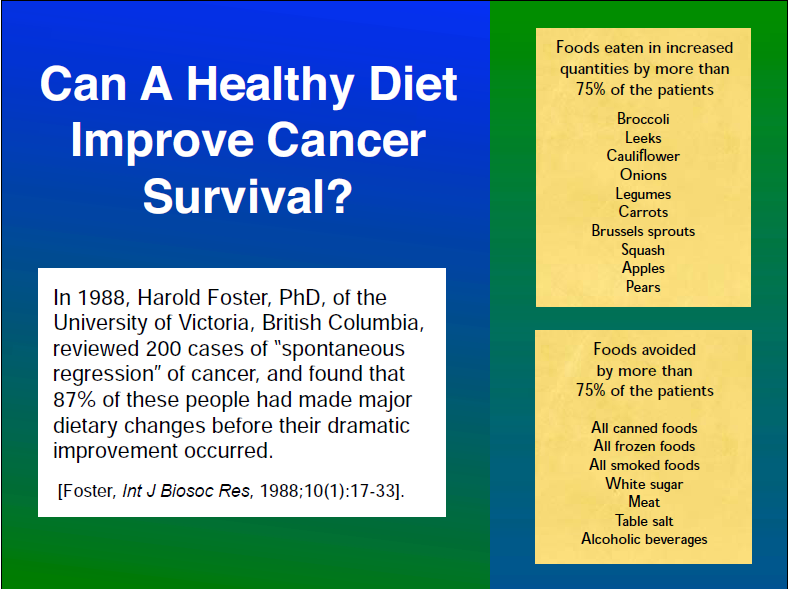 Can A Healthy Diet
Improve Cancer
Survival?
In 1988, Harold Foster, PhD, of the
University of Victoria, British Columbia,
reviewed 200 cases of “spontaneous
regression” of cancer, and found that
87% of these people had made major
dietary changes before their dramatic
improvement occurred.
[Foster, Int J Biosoc Res, 1988;10(1):17-33].
Foods eaten in increased
quantities by more than
75% of the patients
Broccoli
Leeks
Cauliflower
Onions
Legumes
Carrots
Brussels sprouts
Squash
Apples
Pears
Foods avoided
by more than
75% of the patients
All canned foods
All frozen foods
All smoked foods
White sugar
Meat
Table salt
Alcoholic beverages